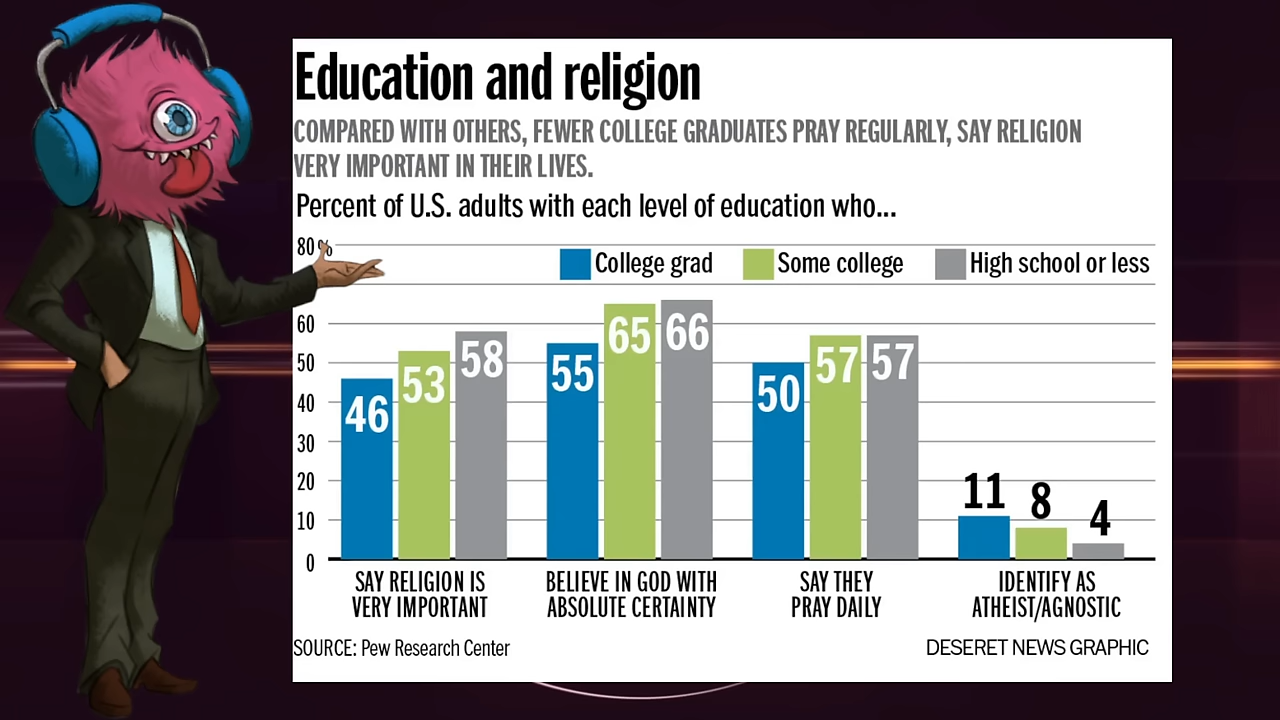 Education and religion
COMPARED WITH OTHERS, FEWER COLLEGE GRADUATES PRAY REGULARLY, SAY RELIGION
VERY IMPORTANT IN THEIR LIVES.
Percent of U.S. adults with each level of education who...
80%
College grad Some college High school or less
60
50
40
30
20
10
0
46 53 58
55 65 66
50 57 57
11 8 4
SAY RELIGION IS
VERY IMPORTANT
BELIEVE IN GOD WITH
ABSOLUTE CERTAINTY
SAY THEY
PRAY DAILY
IDENTIFY AS
ATHEIST/AGNOSTIC
SOURCE: Pew Research Center
DESERET NEWS GRAPHIC